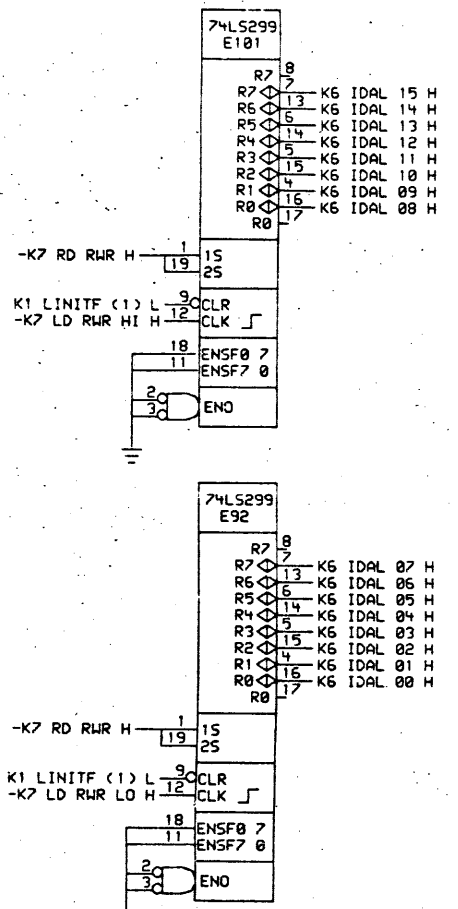 74LS299
E101
R7 8
R7 7 K6 IDAL 15 H
R6 13 K6 IDAL 14 H
R5 6 K6 IDAL 13 H
R4 14 K6 IDAL 12 H
R3 5 K6 IDAL 11 H
R2 15 K6 IDAL 10 H
R1 4 K6 IDAL 09 H
R0 16 K6 IDAL 08 H
R0 17
-K7 RD RWR H 1 1S
19 2S
K1 LINITF (1) L 9 CLR
-K7 LD RWR HI H 12 CLK
18 ENSF0 7
11 ENSF7 0
2
3 ENO
74LS299
E92
R7 8
R7 7 K6 IDAL 07 H
R6 13 K6 IDAL 06 H
R5 6 K6 IDAL 05 H
R4 14 K6 IDAL 04 H
R3 5 K6 IDAL 03 H
R2 15 K6 IDAL 02 H
R1 4 K6 IDAL 01 H
R0 16 K6 IDAL 00 H
R0 17
-K7 RD RWR H 1 1S
19 2S
K1 LINITF (1) L 9 CLR
-K7 LD RWR LO H 12 CLK
18 ENSF0 7
11 ENSF7 0
2
3 ENO